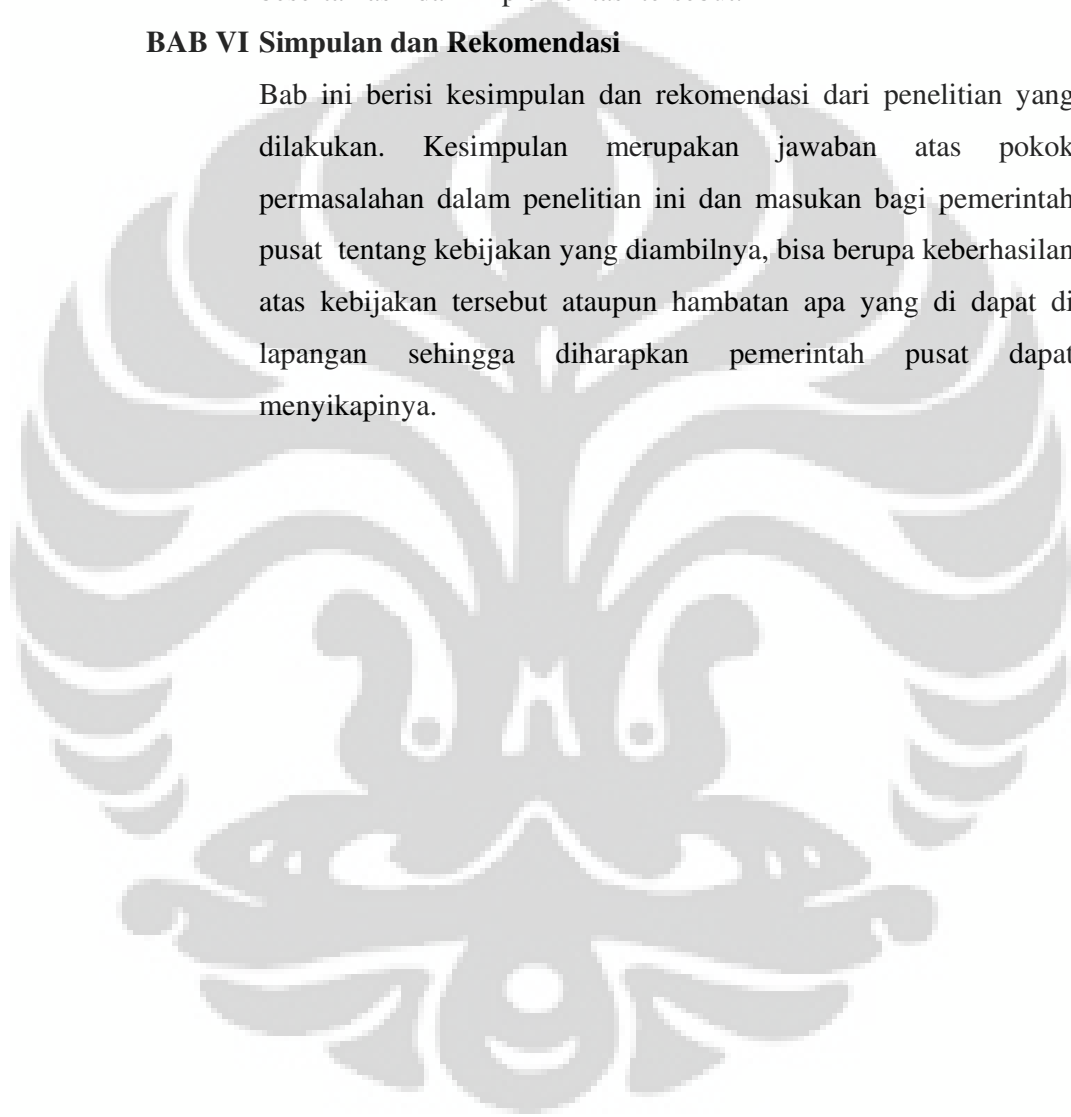 BAB VI Simpulan dan Rekomendasi
Bab ini berisi kesimpulan dan rekomendasi dari penelitian yang
dilakukan. Kesimpulan merupakan jawaban atas pokok
permasalahan dalam penelitian ini dan masukan bagi pemerintah
pusat tentang kebijakan yang diambilnya, bisa berupa keberhasilan
atas kebijakan tersebut ataupun hambatan apa yang di dapat di
lapangan sehingga diharapkan pemerintah pusat dapat
menyikapinya.